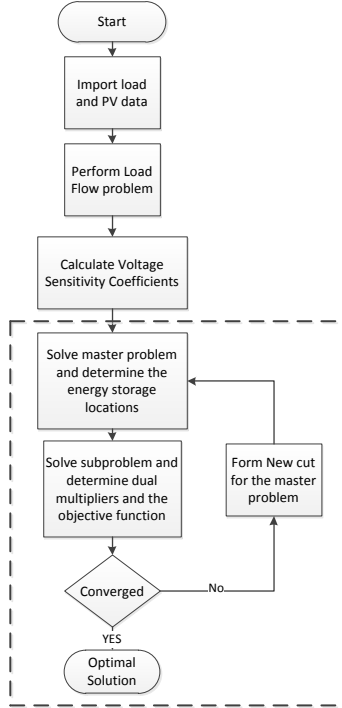 Start
Import load
and PV data
Perform Load
Flow problem
Calculate Voltage
Sensitivity Coefficients
Solve master problem
and determine the
energy storage
locations
Solve subproblem and
determine dual
multipliers and the
objective function
Form New cut
for the master
problem
Converged
No
YES
Optimal
Solution